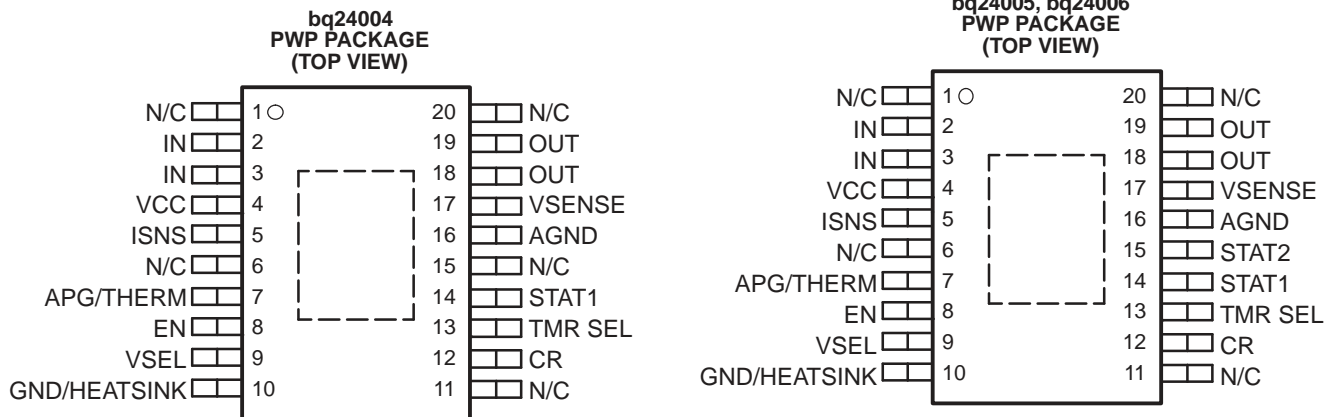 bq24004
PWP PACKAGE
(TOP VIEW)
N/C 1 20 N/C
IN 2 19 OUT
IN 3 18 OUT
VCC 4 17 VSENSE
ISNS 5 16 AGND
N/C 6 15 N/C
APG/THERM 7 14 STAT1
EN 8 13 TMR SEL
VSEL 9 12 CR
GND/HEATSINK 10 11 N/C
bq24005, bq24006
PWP PACKAGE
(TOP VIEW)
N/C 1 20 N/C
IN 2 19 OUT
IN 3 18 OUT
VCC 4 17 VSENSE
ISNS 5 16 AGND
N/C 6 15 STAT2
APG/THERM 7 14 STAT1
EN 8 13 TMR SEL
VSEL 9 12 CR
GND/HEATSINK 10 11 N/C